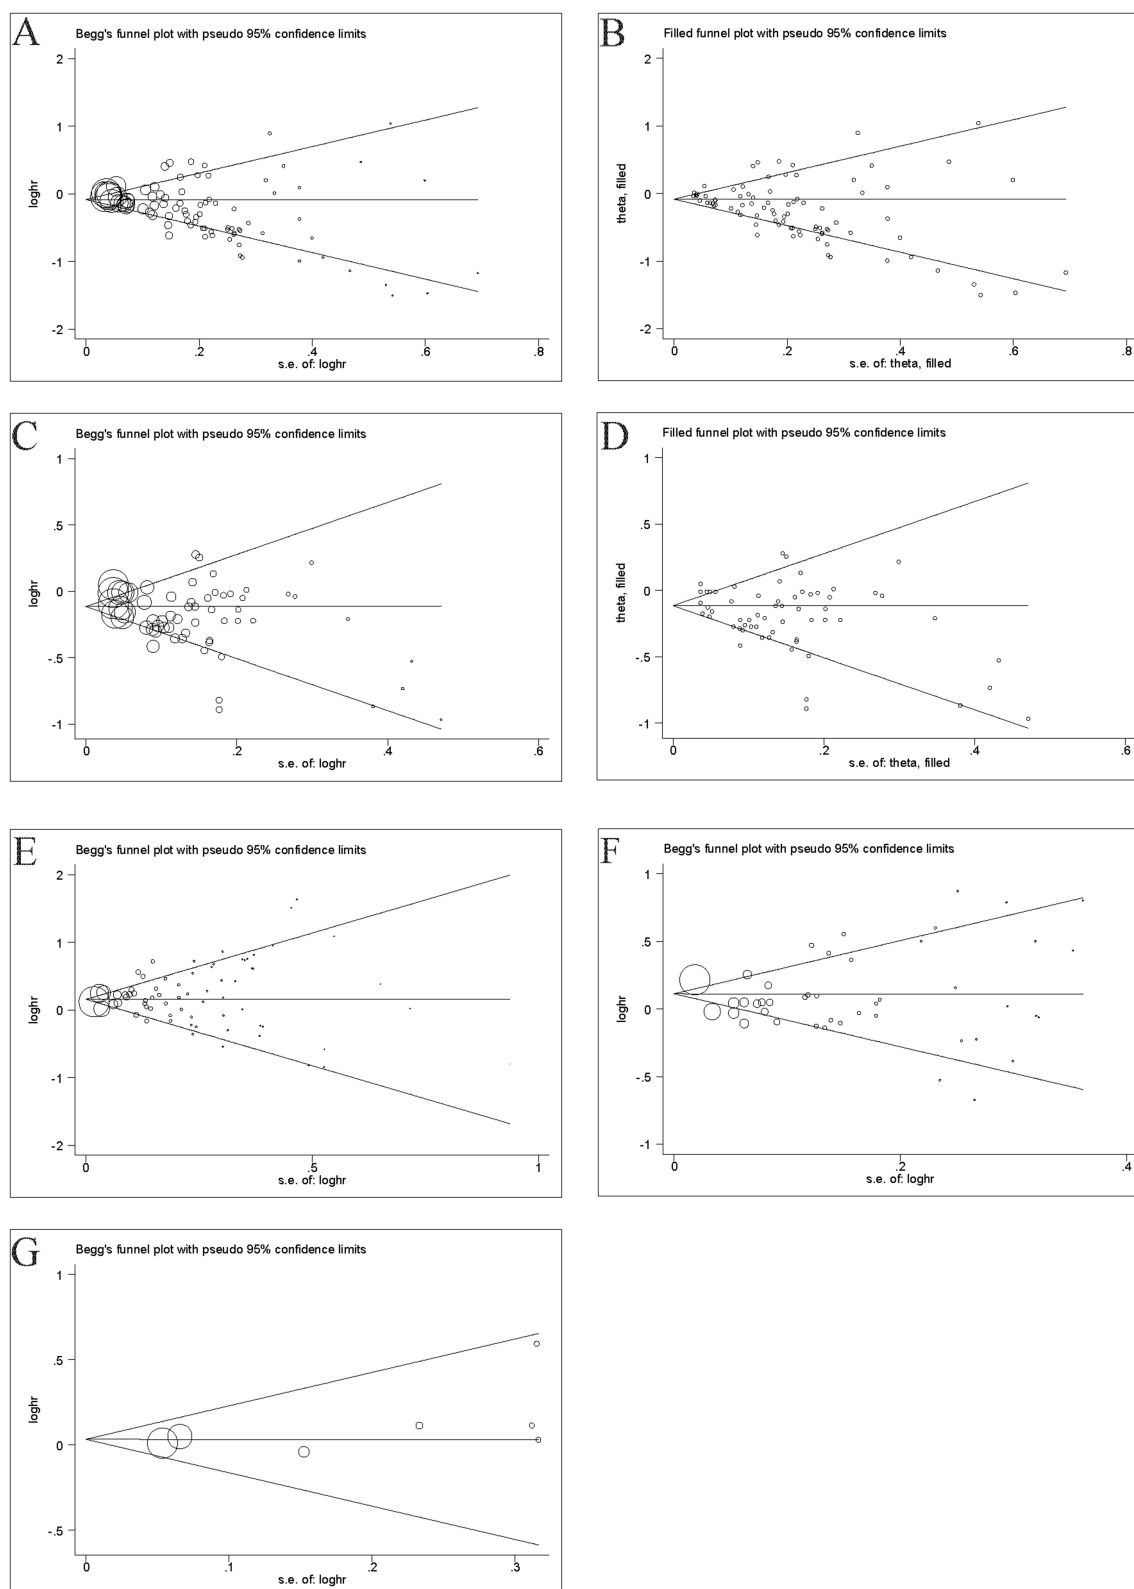 A
Begg's funnel plot with pseudo 95% confidence limits
2
1
0
-1
-2
loghr
0
.2
.4
.6
.8
s.e. of: loghr
B
Filled funnel plot with pseudo 95% confidence limits
2
1
0
-1
-2
theta, filled
0
.2
.4
.6
.8
s.e. of: theta, filled
C
Begg's funnel plot with pseudo 95% confidence limits
1
.5
0
-.5
-1
loghr
0
.2
.4
.6
s.e. of: loghr
D
Filled funnel plot with pseudo 95% confidence limits
1
.5
0
-.5
-1
theta, filled
0
.2
.4
.6
s.e. of: theta, filled
E
Begg's funnel plot with pseudo 95% confidence limits
2
1
0
-1
-2
loghr
0
.5
1
s.e. of: loghr
F
Begg's funnel plot with pseudo 95% confidence limits
1
.5
0
-.5
-1
loghr
0
.2
.4
s.e. of: loghr
G
Begg's funnel plot with pseudo 95% confidence limits
1
.5
0
-.5
loghr
0
.1
.2
.3
s.e. of: loghr